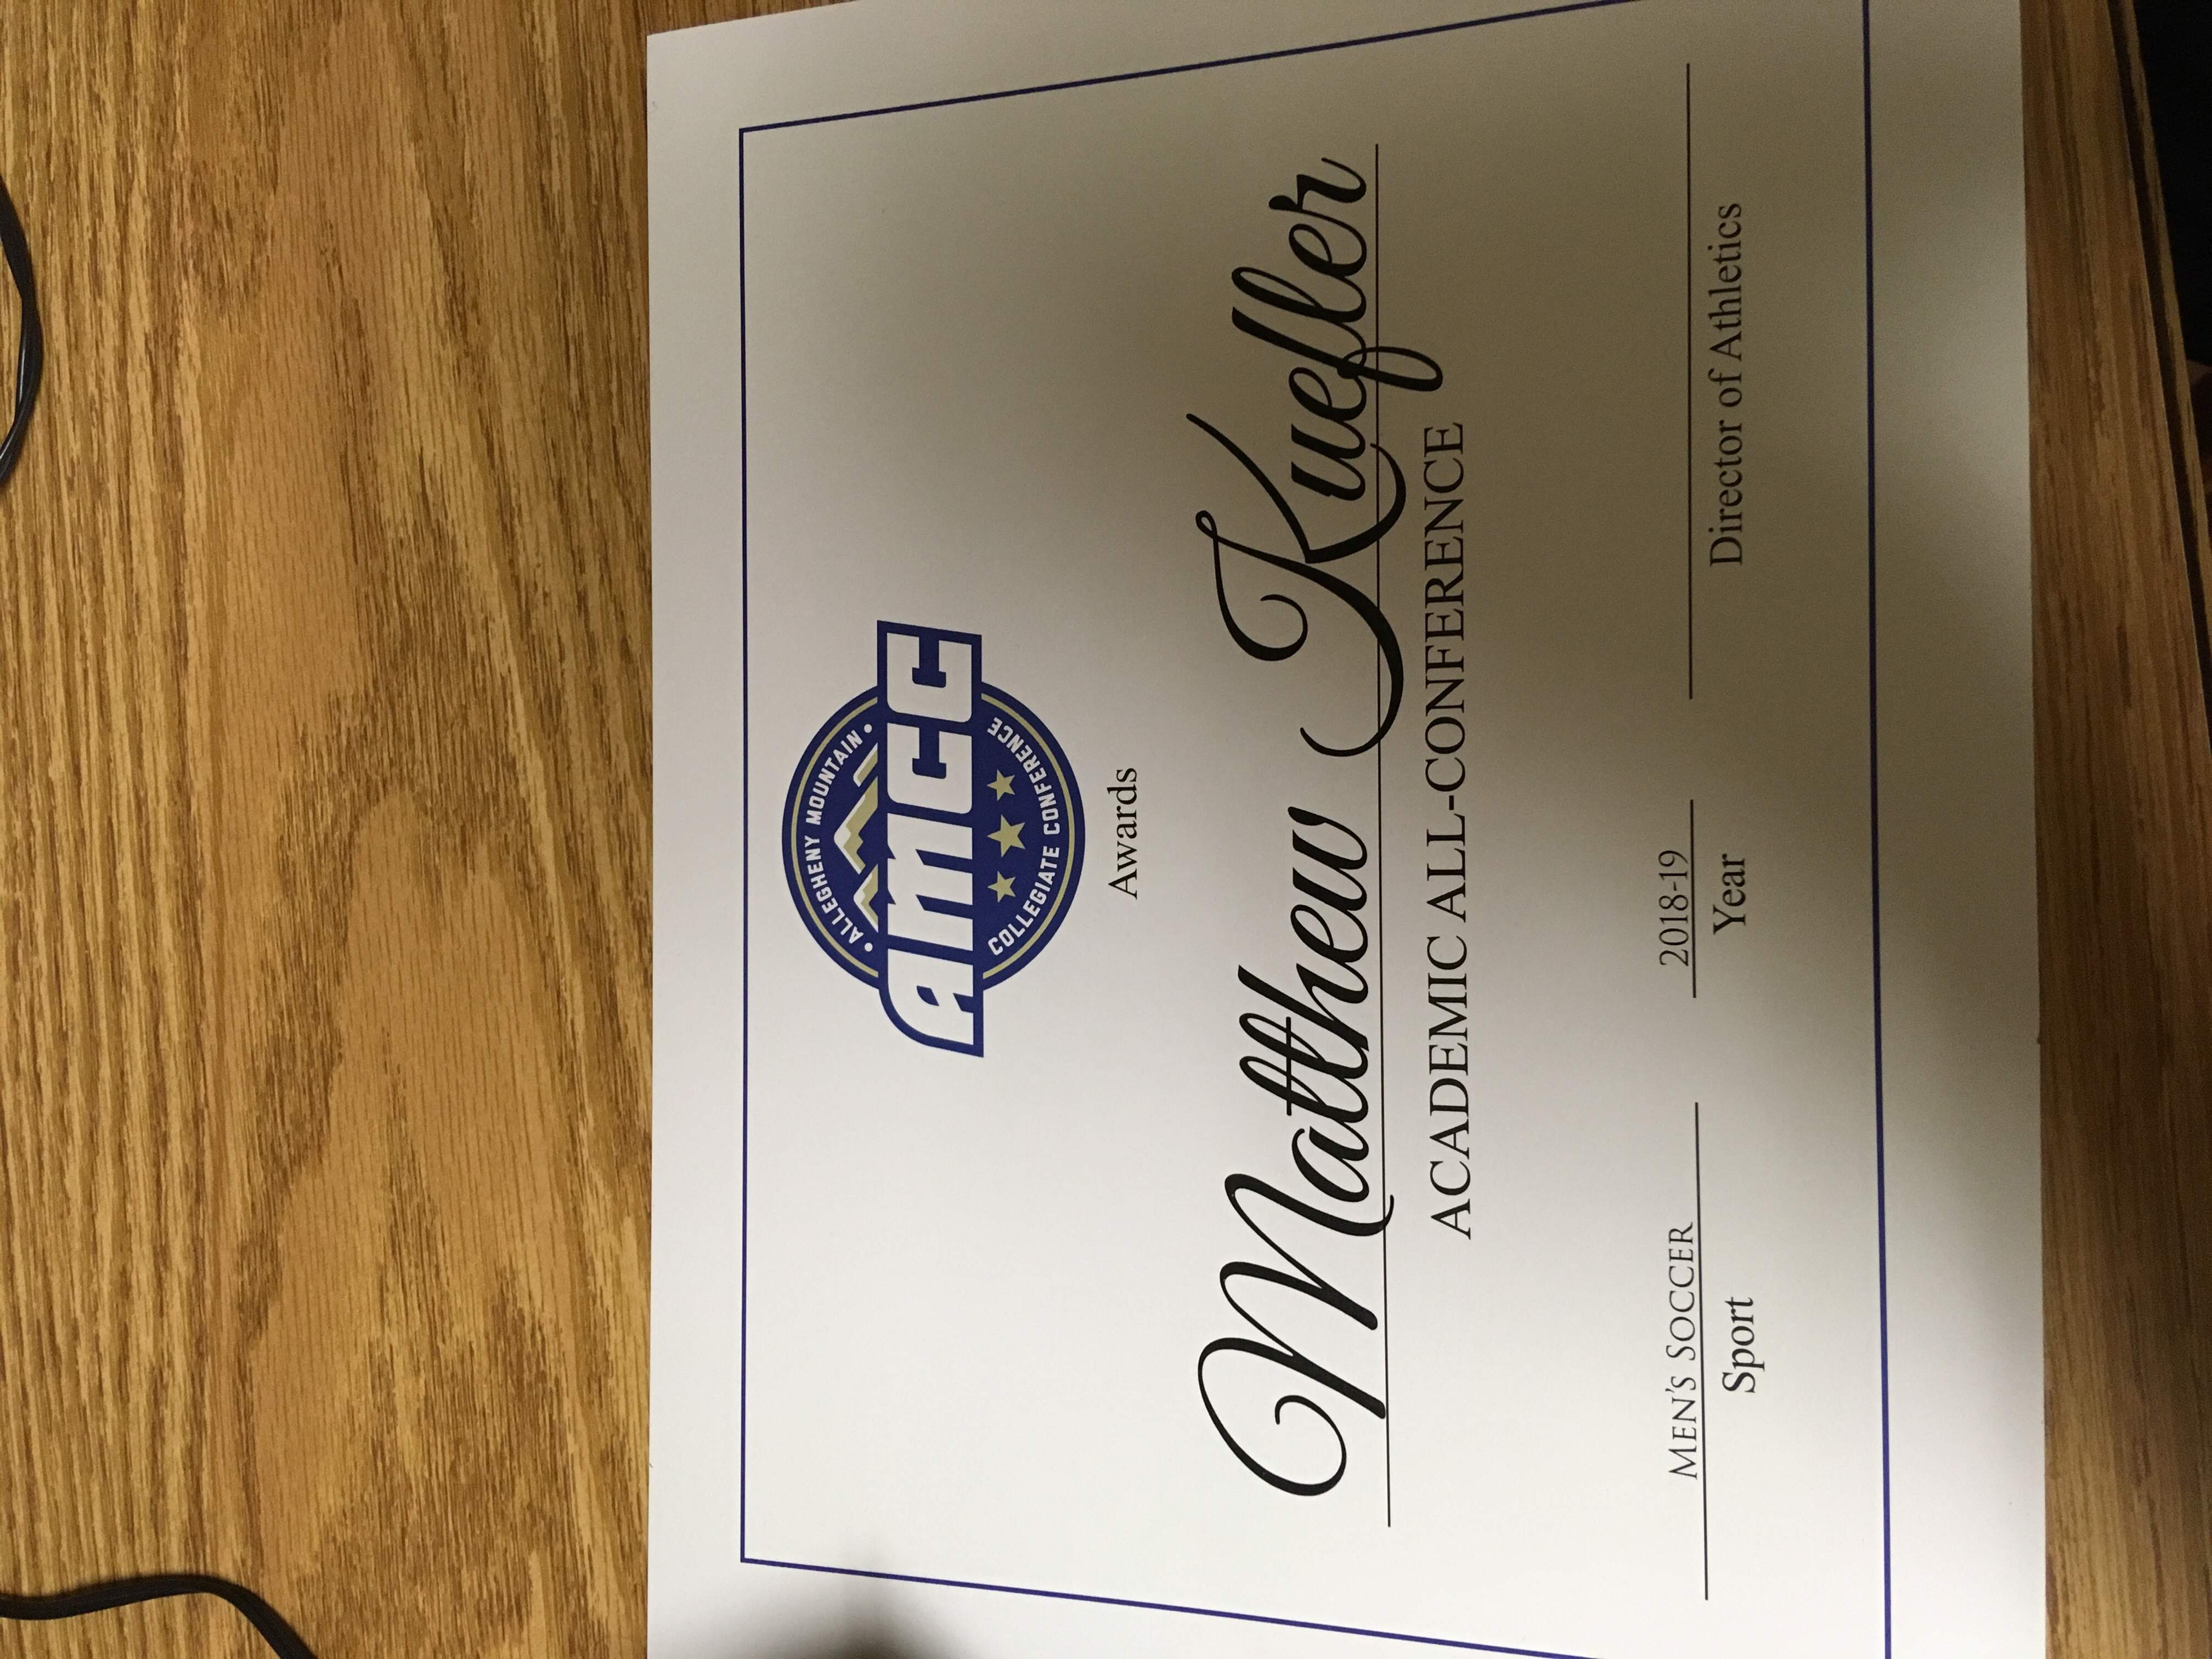 ALLEGHENY MOUNTAIN
AMCC
COLLEGIATE CONFERENCE
Awards
Matthew Kuefler
ACADEMIC ALL-CONFERENCE
MEN'S SOCCER 2018-19
Sport Year Director of Athletics